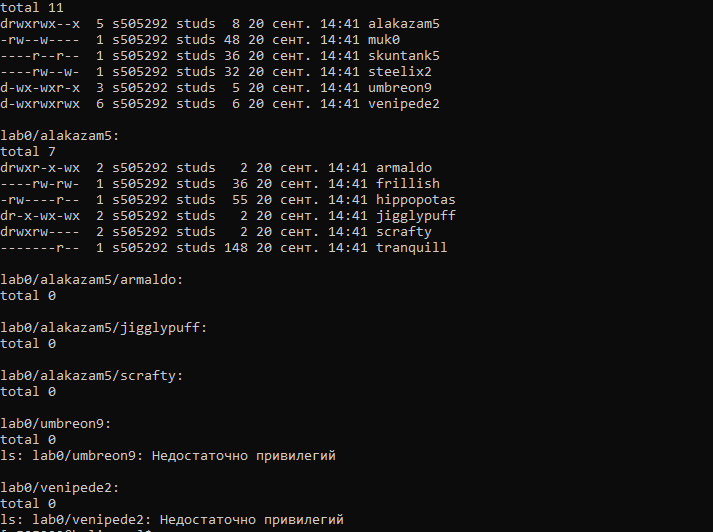 total 11
drwxrwx--x  5 s505292 studs  8 20 сент. 14:41 alakazam5
-rw--w----  1 s505292 studs 48 20 сент. 14:41 muk0
----r--r--  1 s505292 studs 36 20 сент. 14:41 skuntank5
----rw--w-  1 s505292 studs 32 20 сент. 14:41 steelix2
d-wx-wxr-x  3 s505292 studs  5 20 сент. 14:41 umbreon9
d-wxrwxrwx  6 s505292 studs  6 20 сент. 14:41 venipede2
lab0/alakazam5:
total 7
drwxr-x-wx  2 s505292 studs   2 20 сент. 14:41 armaldo
----rw-rw-  1 s505292 studs  36 20 сент. 14:41 frillish
-rw----r--  1 s505292 studs  55 20 сент. 14:41 hippopotas
dr-x-wx-wx  2 s505292 studs   2 20 сент. 14:41 jigglypuff
drwxrw----  2 s505292 studs   2 20 сент. 14:41 scrafty
-------r--  1 s505292 studs 148 20 сент. 14:41 tranquill
lab0/alakazam5/armaldo:
total 0
lab0/alakazam5/jigglypuff:
total 0
lab0/alakazam5/scrafty:
total 0
lab0/umbreon9:
total 0
ls: lab0/umbreon9: Недостаточно привилегий
lab0/venipede2:
total 0
ls: lab0/venipede2: Недостаточно привилегий